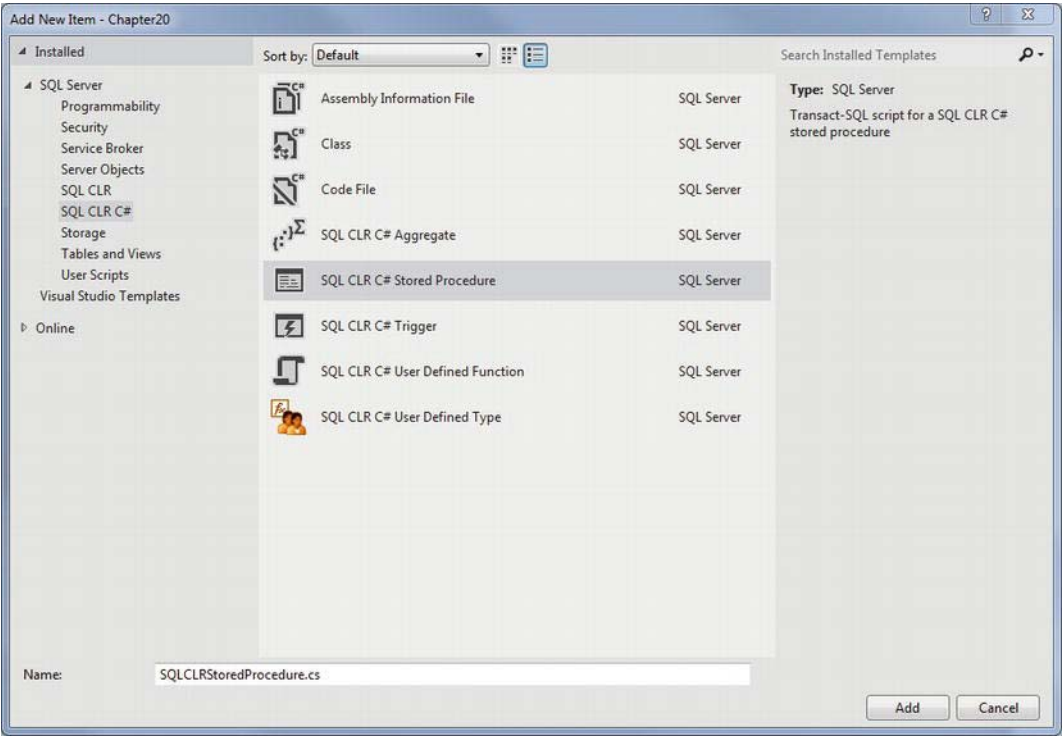 Add New Item - Chapter20
Installed
Sort by: Default
Search Installed Templates
SQL Server
Programmability
Security
Service Broker
Server Objects
SQL CLR
SQL CLR C#
Storage
Tables and Views
User Scripts
Visual Studio Templates
Online
C# Assembly Information File SQL Server
C# Class SQL Server
C# Code File SQL Server
SQL CLR C# Aggregate SQL Server
SQL CLR C# Stored Procedure SQL Server
SQL CLR C# Trigger SQL Server
SQL CLR C# User Defined Function SQL Server
SQL CLR C# User Defined Type SQL Server
Type: SQL Server
Transact-SQL script for a SQL CLR C#
stored procedure
Name: SQLCLRStoredProcedure.cs
Add Cancel